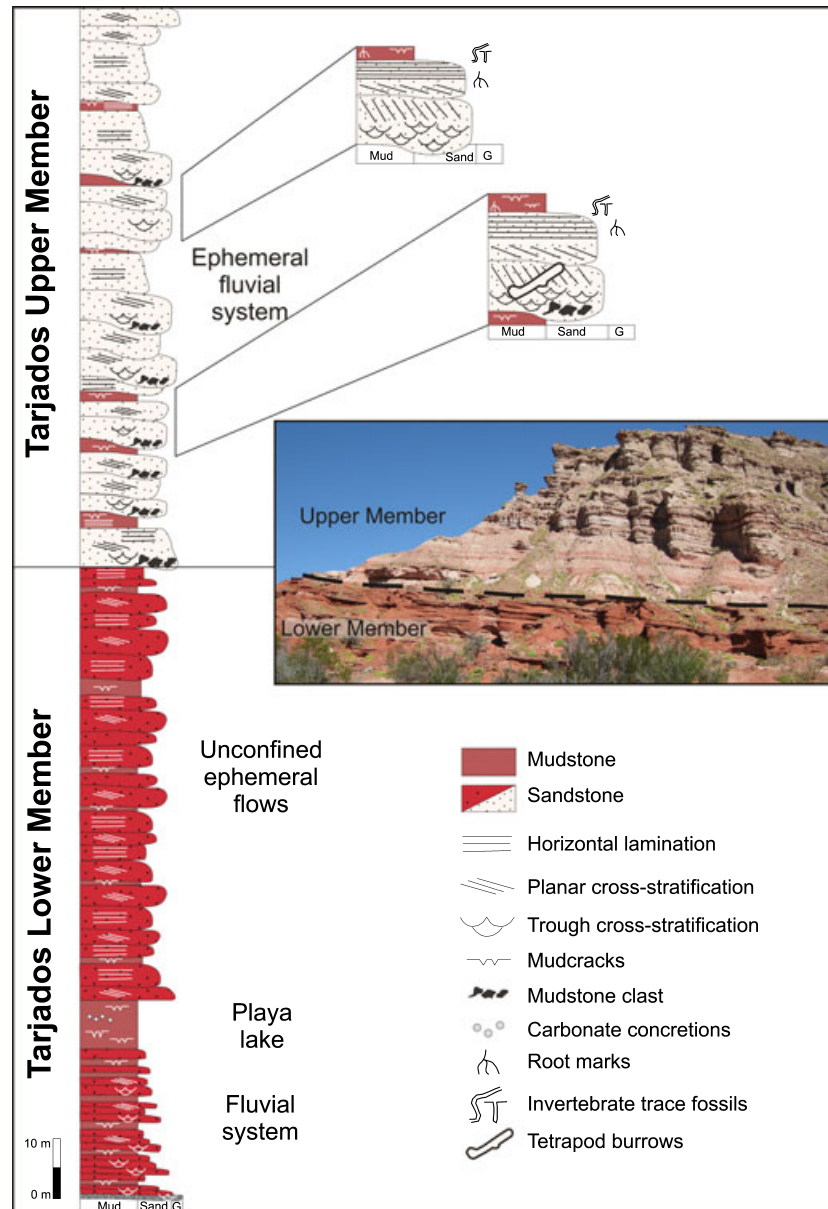 Tarjados Upper Member
Mud Sand G
Ephemeral
fluvial
system
Mud Sand G
Upper Member
Lower Member
Tarjados Lower Member
Unconfined
ephemeral
flows
Playa
lake
Fluvial
system
10 m
0 m
Mud Sand G
Mudstone
Sandstone
Horizontal lamination
Planar cross-stratification
Trough cross-stratification
Mudcracks
Mudstone clast
Carbonate concretions
Root marks
Invertebrate trace fossils
Tetrapod burrows